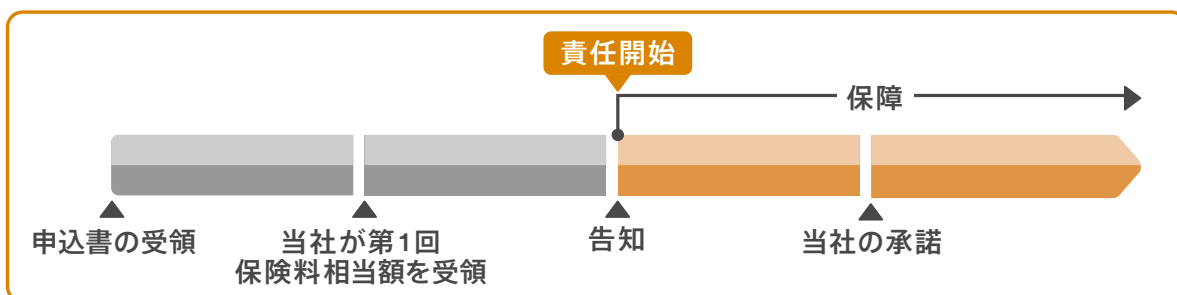 責任開始
保障
申込書の受領
当社が第1回
保険料相当額を受領
告知
当社の承諾